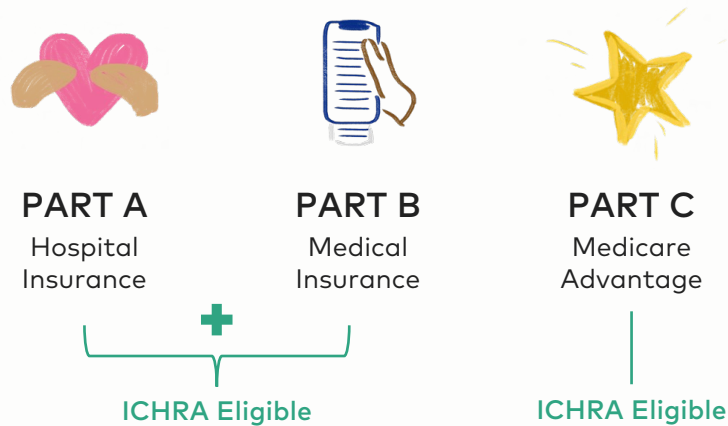 PART A
Hospital
Insurance
PART B
Medical
Insurance
PART C
Medicare
Advantage
ICHRA Eligible
ICHRA Eligible